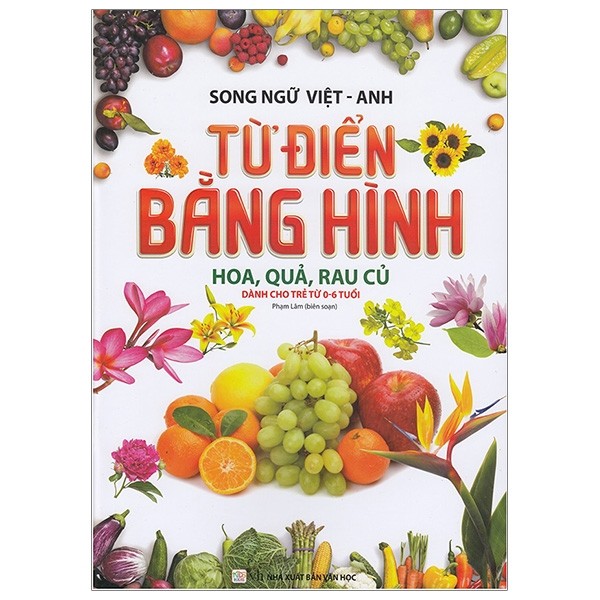 SONG NGỮ VIỆT - ANH
TỪ ĐIỂN
BẰNG HÌNH
HOA, QUẢ, RAU CỦ
DÀNH CHO TRẺ TỪ 0-6 TUỔI
Phạm Lâm (biên soạn)
NHÀ XUẤT BẢN VĂN HỌC